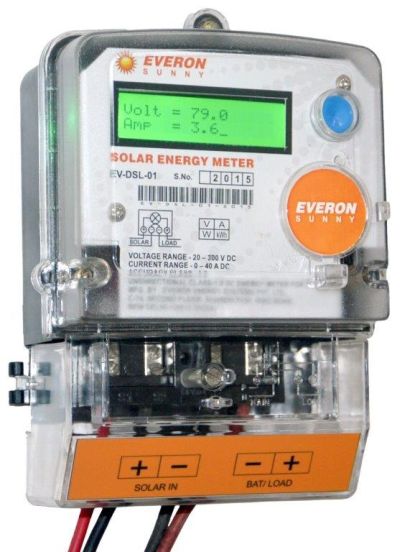 EVERON
SUNNY
Volt = 79.0
Amp = 3.6_
SOLAR ENERGY METER
EV-DSL-01 S.No. 2015
SOLAR LOAD
V A
W kWh
EVERON
SUNNY
VOLTAGE RANGE - 20 – 300 V DC
CURRENT RANGE - 0 – 40 A DC
+ − − +
SOLAR IN BAT/ LOAD